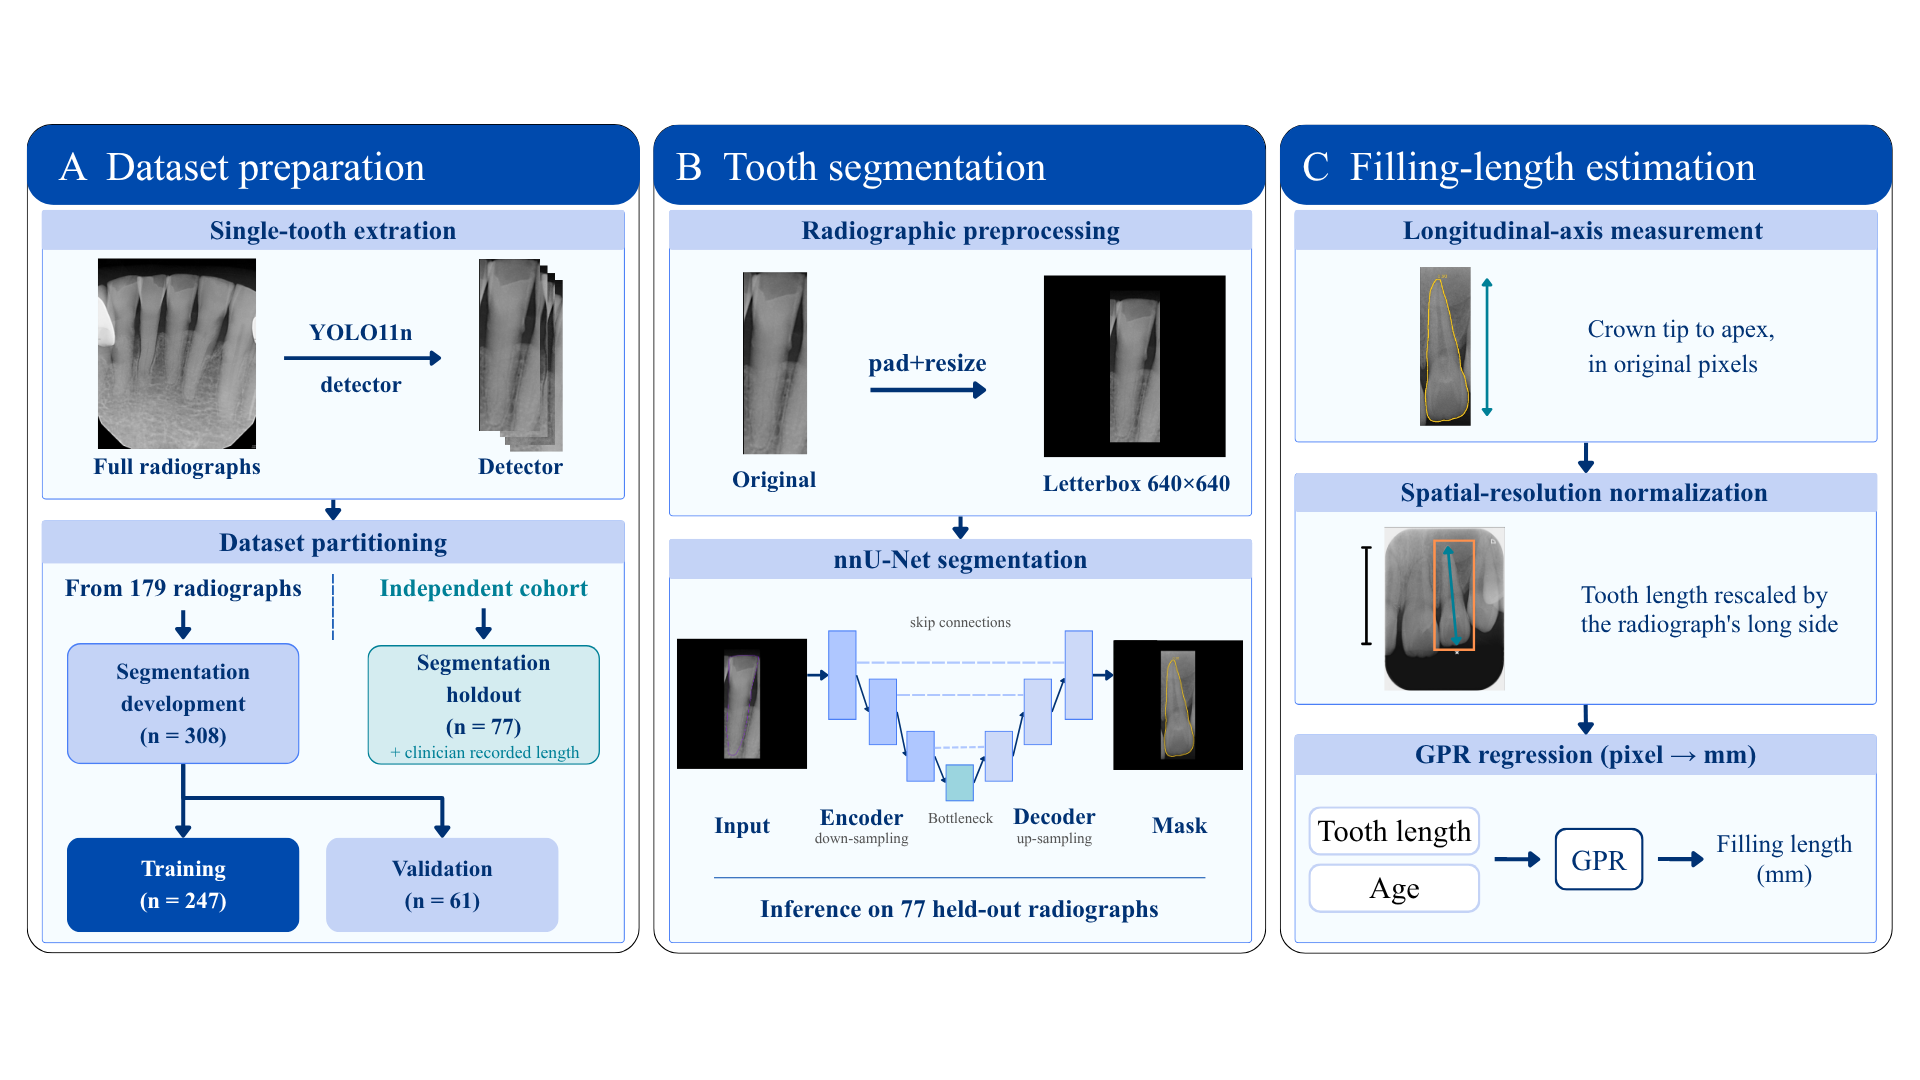 A Dataset preparation
Single-tooth extration
YOLO11n
detector
Full radiographs
Detector
Dataset partitioning
From 179 radiographs
Independent cohort
Segmentation
development
(n = 308)
Segmentation
holdout
(n = 77)
+ clinician recorded length
Training
(n = 247)
Validation
(n = 61)
B Tooth segmentation
Radiographic preprocessing
pad+resize
Original
Letterbox 640×640
nnU-Net segmentation
skip connections
Input
Encoder
down-sampling
Bottleneck
Decoder
up-sampling
Mask
Inference on 77 held-out radiographs
C Filling-length estimation
Longitudinal-axis measurement
Crown tip to apex,
in original pixels
Spatial-resolution normalization
Tooth length rescaled by
the radiograph's long side
GPR regression (pixel → mm)
Tooth length
Age
GPR
Filling length
(mm)